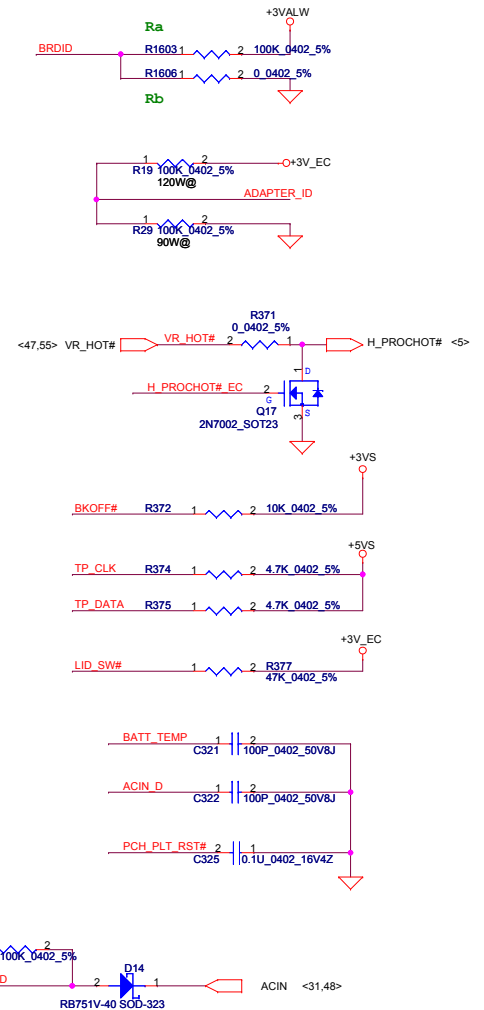 +3VALW
Ra
BRDID R1603 1 2 100K_0402_5%
R1606 1 2 0_0402_5%
Rb
1 2 +3V_EC
R19 100K_0402_5%
120W@
ADAPTER_ID
1 2
R29 100K_0402_5%
90W@
R371
0_0402_5%
<47,55> VR_HOT# VR_HOT# 2 1 H_PROCHOT# <5>
1 D
H_PROCHOT#_EC 2
G
Q17 3 S
2N7002_SOT23
+3VS
BKOFF# R372 1 2 10K_0402_5%
+5VS
TP_CLK R374 1 2 4.7K_0402_5%
TP_DATA R375 1 2 4.7K_0402_5%
+3V_EC
LID_SW# 1 2 R377
47K_0402_5%
BATT_TEMP 1 2
C321 100P_0402_50V8J
ACIN_D 1 2
C322 100P_0402_50V8J
PCH_PLT_RST# 2 1
C325 0.1U_0402_16V4Z
2
100K_0402_5%
D14
D 2 1 ACIN <31,48>
RB751V-40 SOD-323